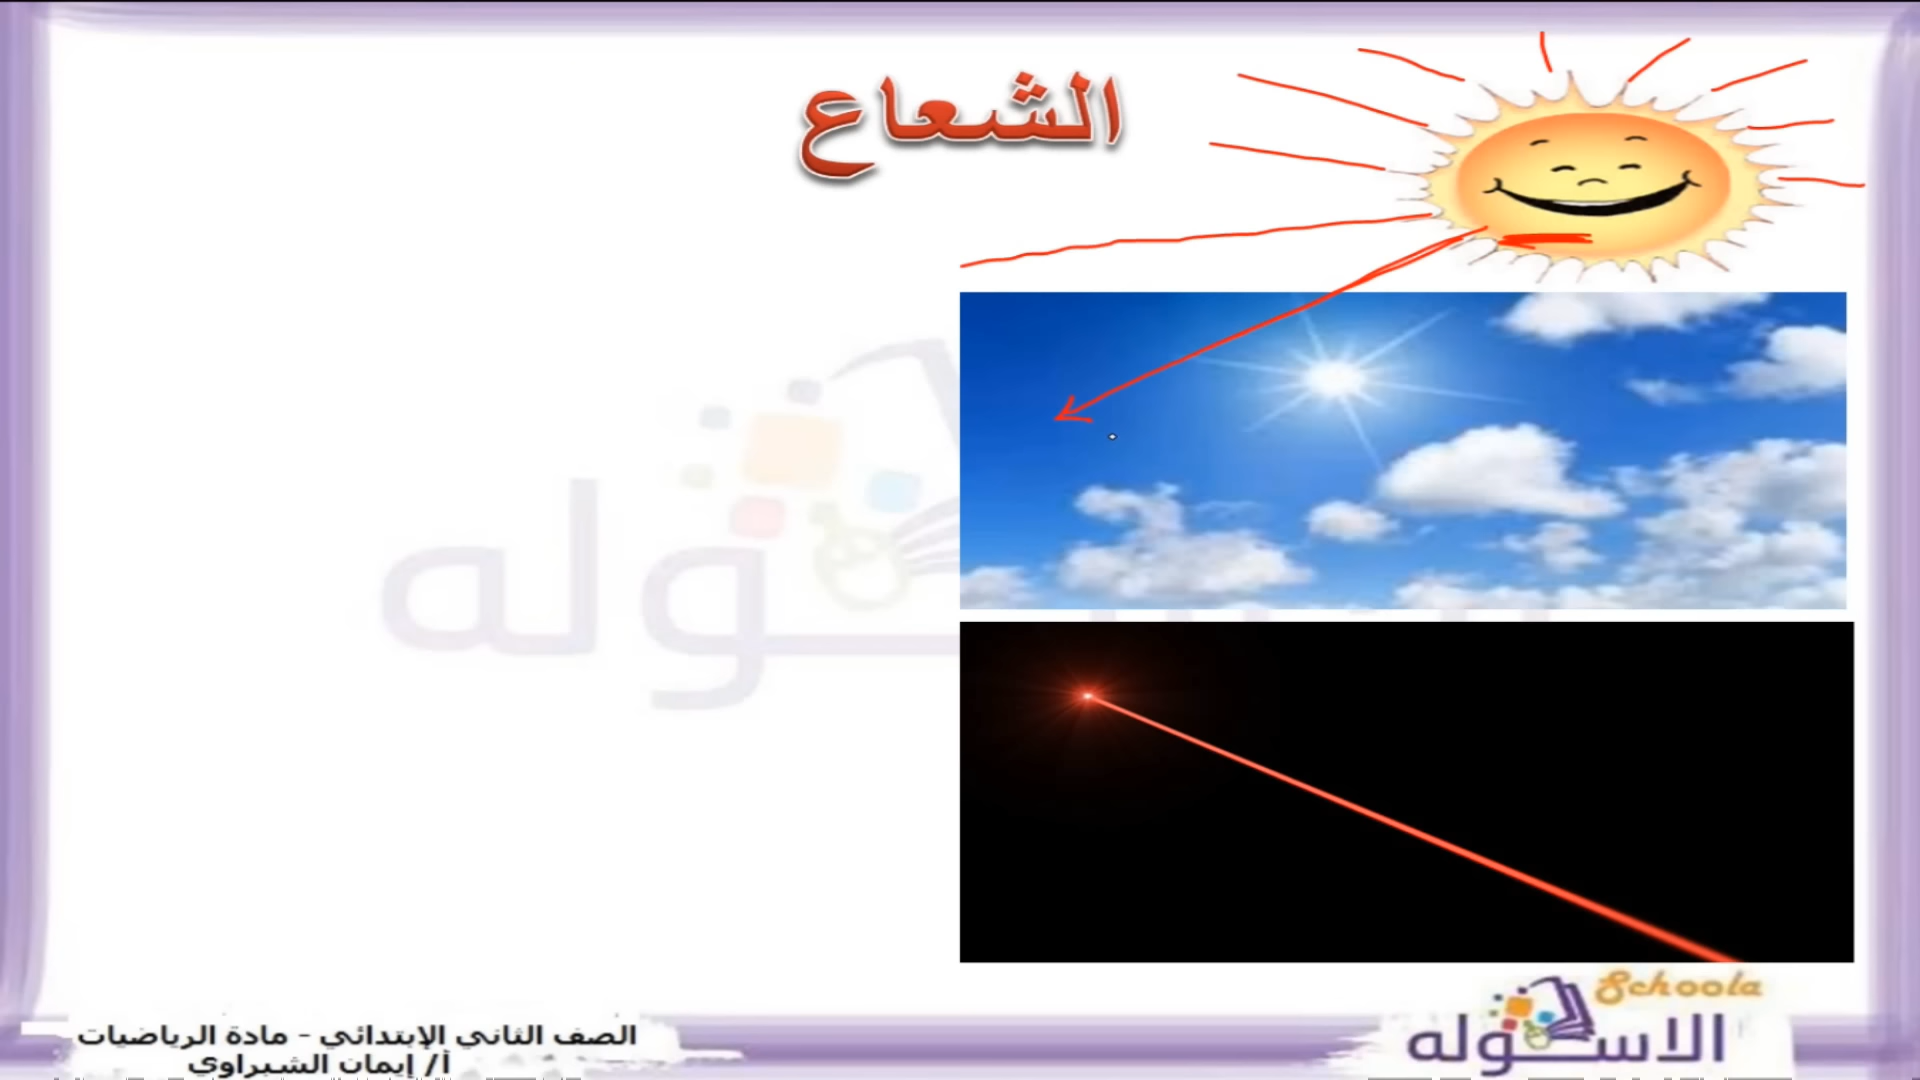 الشعاع
Schoola
الاسكوله
الصف الثاني الإبتدائي - مادة الرياضيات
أ/ إيمان الشبراوي